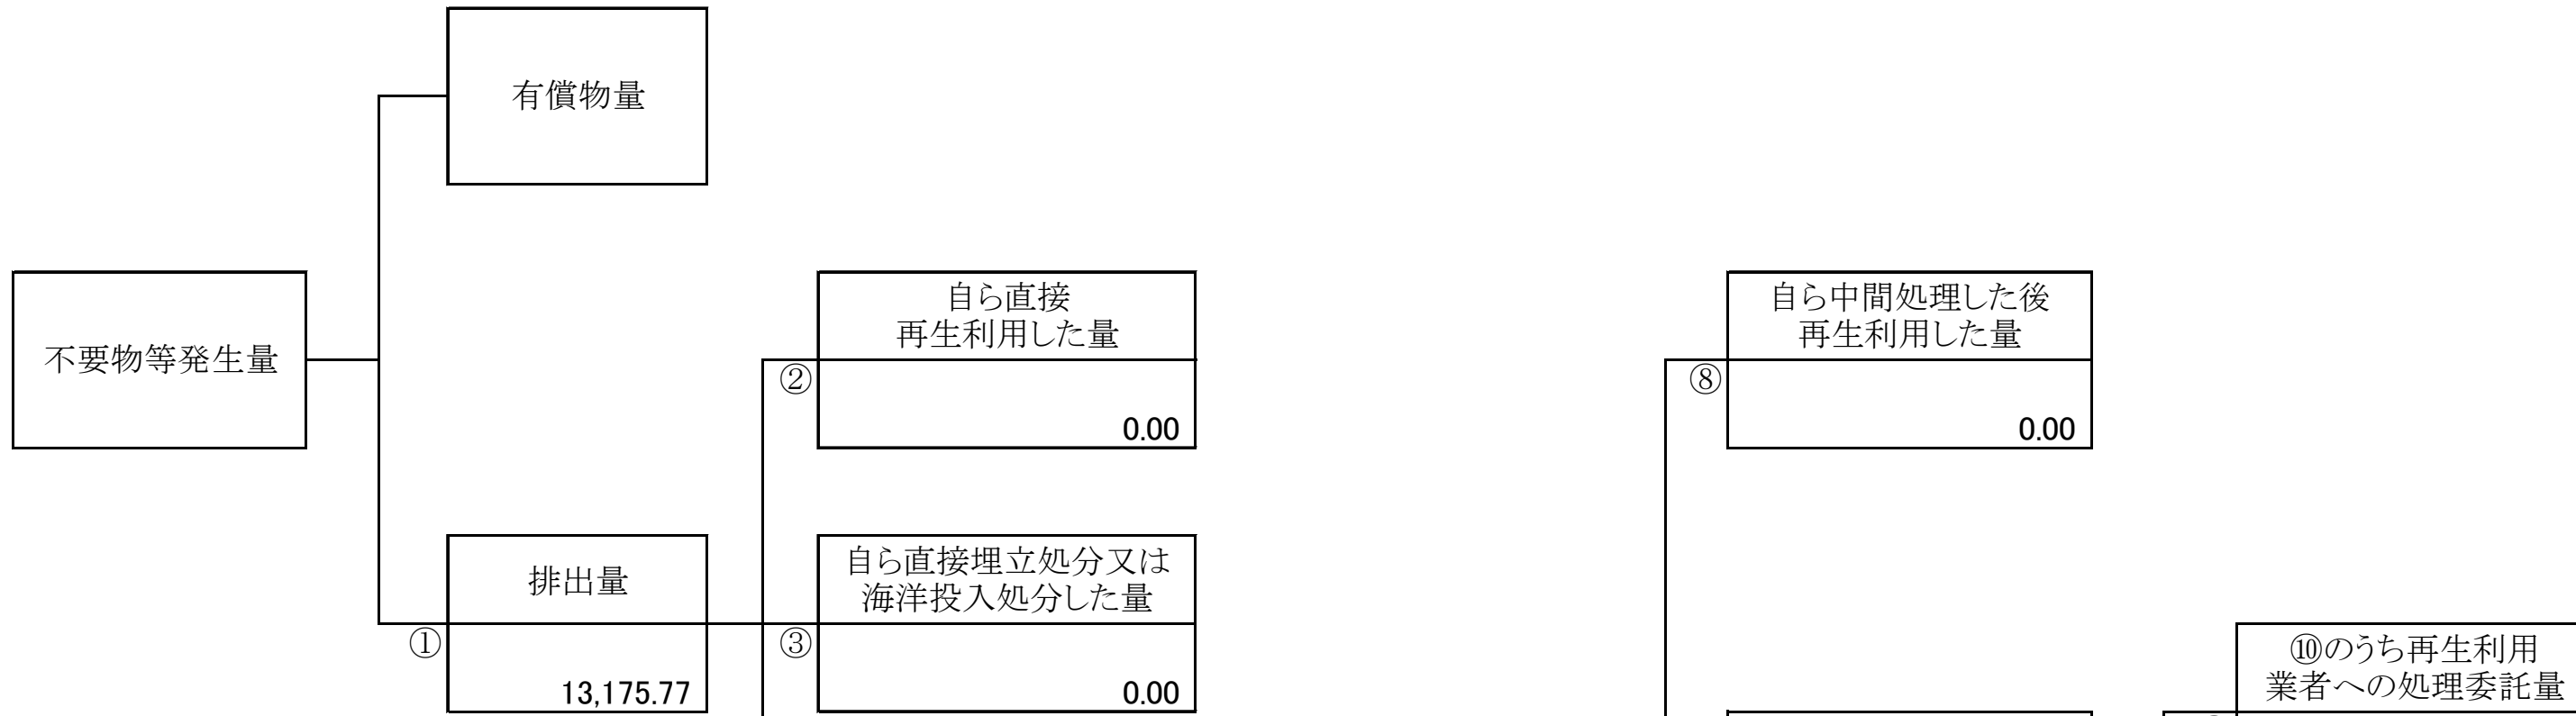 有償物量
自ら直接
再生利用した量
自ら中間処理した後
再生利用した量
不要物等発生量
②
⑧
0.00
0.00
排出量
自ら直接埋立処分又は
海洋投入処分した量
①
③
⑩のうち再生利用
業者への処理委託量
13,175.77
0.00